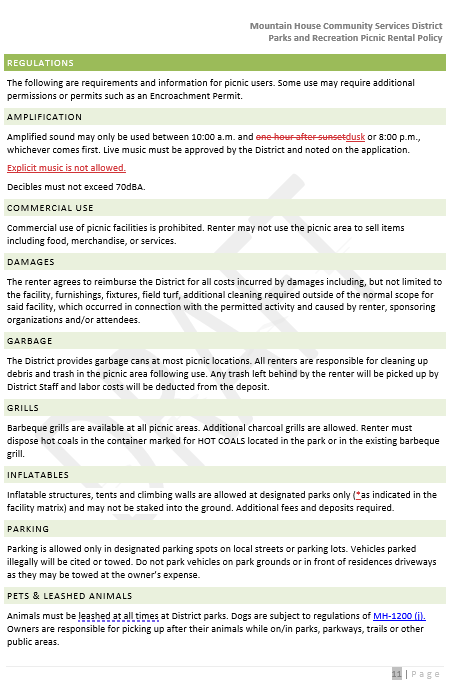 Mountain House Community Services District
Parks and Recreation Picnic Rental Policy
REGULATIONS
The following are requirements and information for picnic users. Some use may require additional
permissions or permits such as an Encroachment Permit.
AMPLIFICATION
Amplified sound may only be used between 10:00 a.m. and one hour after sunsetdusk or 8:00 p.m.,
whichever comes first. Live music must be approved by the District and noted on the application.
Explicit music is not allowed.
Decibles must not exceed 70dBA.
COMMERCIAL USE
Commercial use of picnic facilities is prohibited. Renter may not use the picnic area to sell items
including food, merchandise, or services.
DAMAGES
The renter agrees to reimburse the District for all costs incurred by damages including, but not limited to
the facility, furnishings, fixtures, field turf, additional cleaning required outside of the normal scope for
said facility, which occurred in connection with the permitted activity and caused by renter, sponsoring
organizations and/or attendees.
GARBAGE
The District provides garbage cans at most picnic locations. All renters are responsible for cleaning up
debris and trash in the picnic area following use. Any trash left behind by the renter will be picked up by
District Staff and labor costs will be deducted from the deposit.
GRILLS
Barbeque grills are available at all picnic areas. Additional charcoal grills are allowed. Renter must
dispose hot coals in the container marked for HOT COALS located in the park or in the existing barbeque
grill.
INFLATABLES
Inflatable structures, tents and climbing walls are allowed at designated parks only (*as indicated in the
facility matrix) and may not be staked into the ground. Additional fees and deposits required.
PARKING
Parking is allowed only in designated parking spots on local streets or parking lots. Vehicles parked
illegally will be cited or towed. Do not park vehicles on park grounds or in front of residences driveways
as they may be towed at the owner's expense.
PETS & LEASHED ANIMALS
Animals must be leashed at all times at District parks. Dogs are subject to regulations of MH-1200 (j).
Owners are responsible for picking up after their animals while on/in parks, parkways, trails or other
public areas.
11 | Page
DRAFT